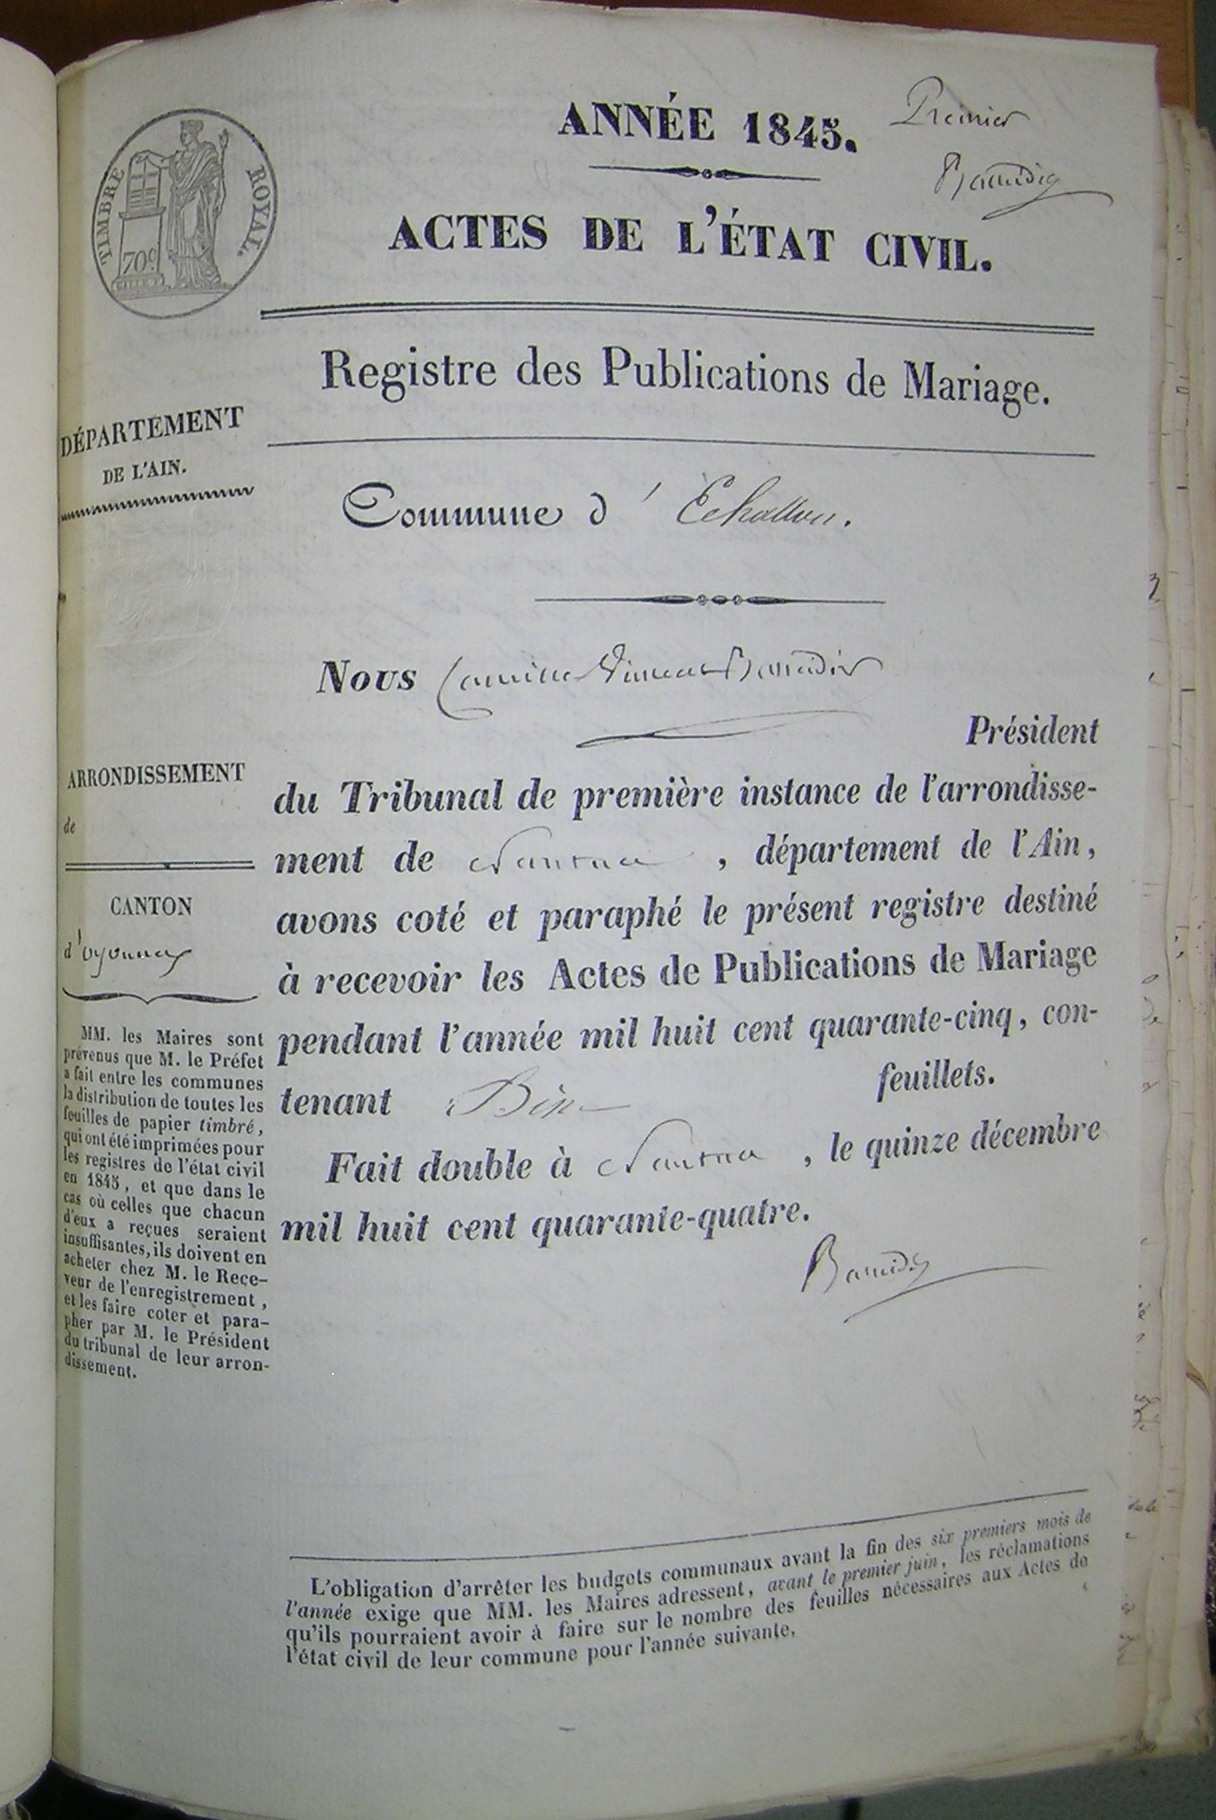 ANNÉE 1845.
Premier
TIMBRE ROYAL.
70 c
ACTES DE L'ÉTAT CIVIL.
Registre des Publications de Mariage.
DÉPARTEMENT
DE L'AIN.
Commune d' Echallon.
Nous Camille Vincent
Président
ARRONDISSEMENT
de
du Tribunal de première instance de l'arrondisse-
ment de Nantua, département de l'Ain,
CANTON
d'oyonnax
avons coté et paraphé le présent registre destiné
à recevoir les Actes de Publications de Mariage
pendant l'année mil huit cent quarante-cinq, con-
tenant feuillets.
Fait double à Nantua, le quinze décembre
mil huit cent quarante-quatre.
MM. les Maires sont
prévenus que M. le Préfet
a fait entre les communes
la distribution de toutes les
feuilles de papier timbré,
qui ont été imprimées pour
les registres de l'état civil
en 1845, et que dans le
cas où celles que chacun
d'eux a reçues seraient
insuffisantes, ils doivent en
acheter chez M. le Rece-
veur de l'enregistrement,
et les faire coter et para-
pher par M. le Président
du tribunal de leur arron-
dissement.
L'obligation d'arrêter les budgets communaux avant la fin des six premiers mois de
l'année exige que MM. les Maires adressent, avant le premier juin, les réclamations
qu'ils pourraient avoir à faire sur le nombre des feuilles nécessaires aux Actes de
l'état civil de leur commune pour l'année suivante.